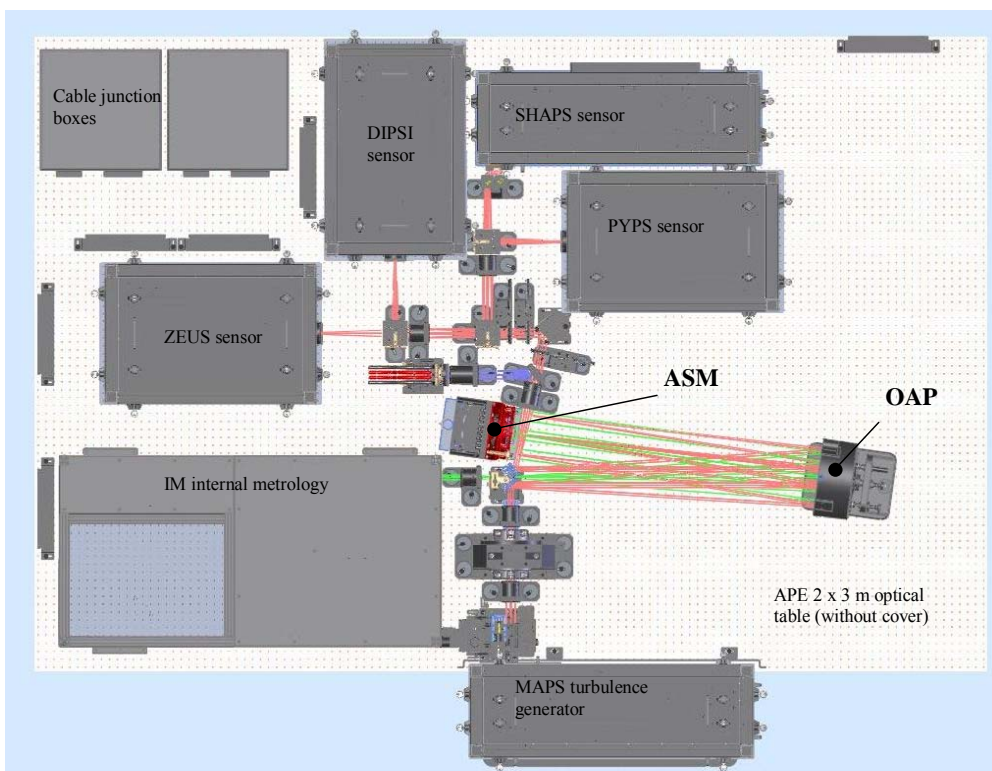 Cable junction
boxes
DIPSI
sensor
SHAPS sensor
PYPS sensor
ZEUS sensor
ASM
OAP
IM internal metrology
APE 2 x 3 m optical
table (without cover)
MAPS turbulence
generator